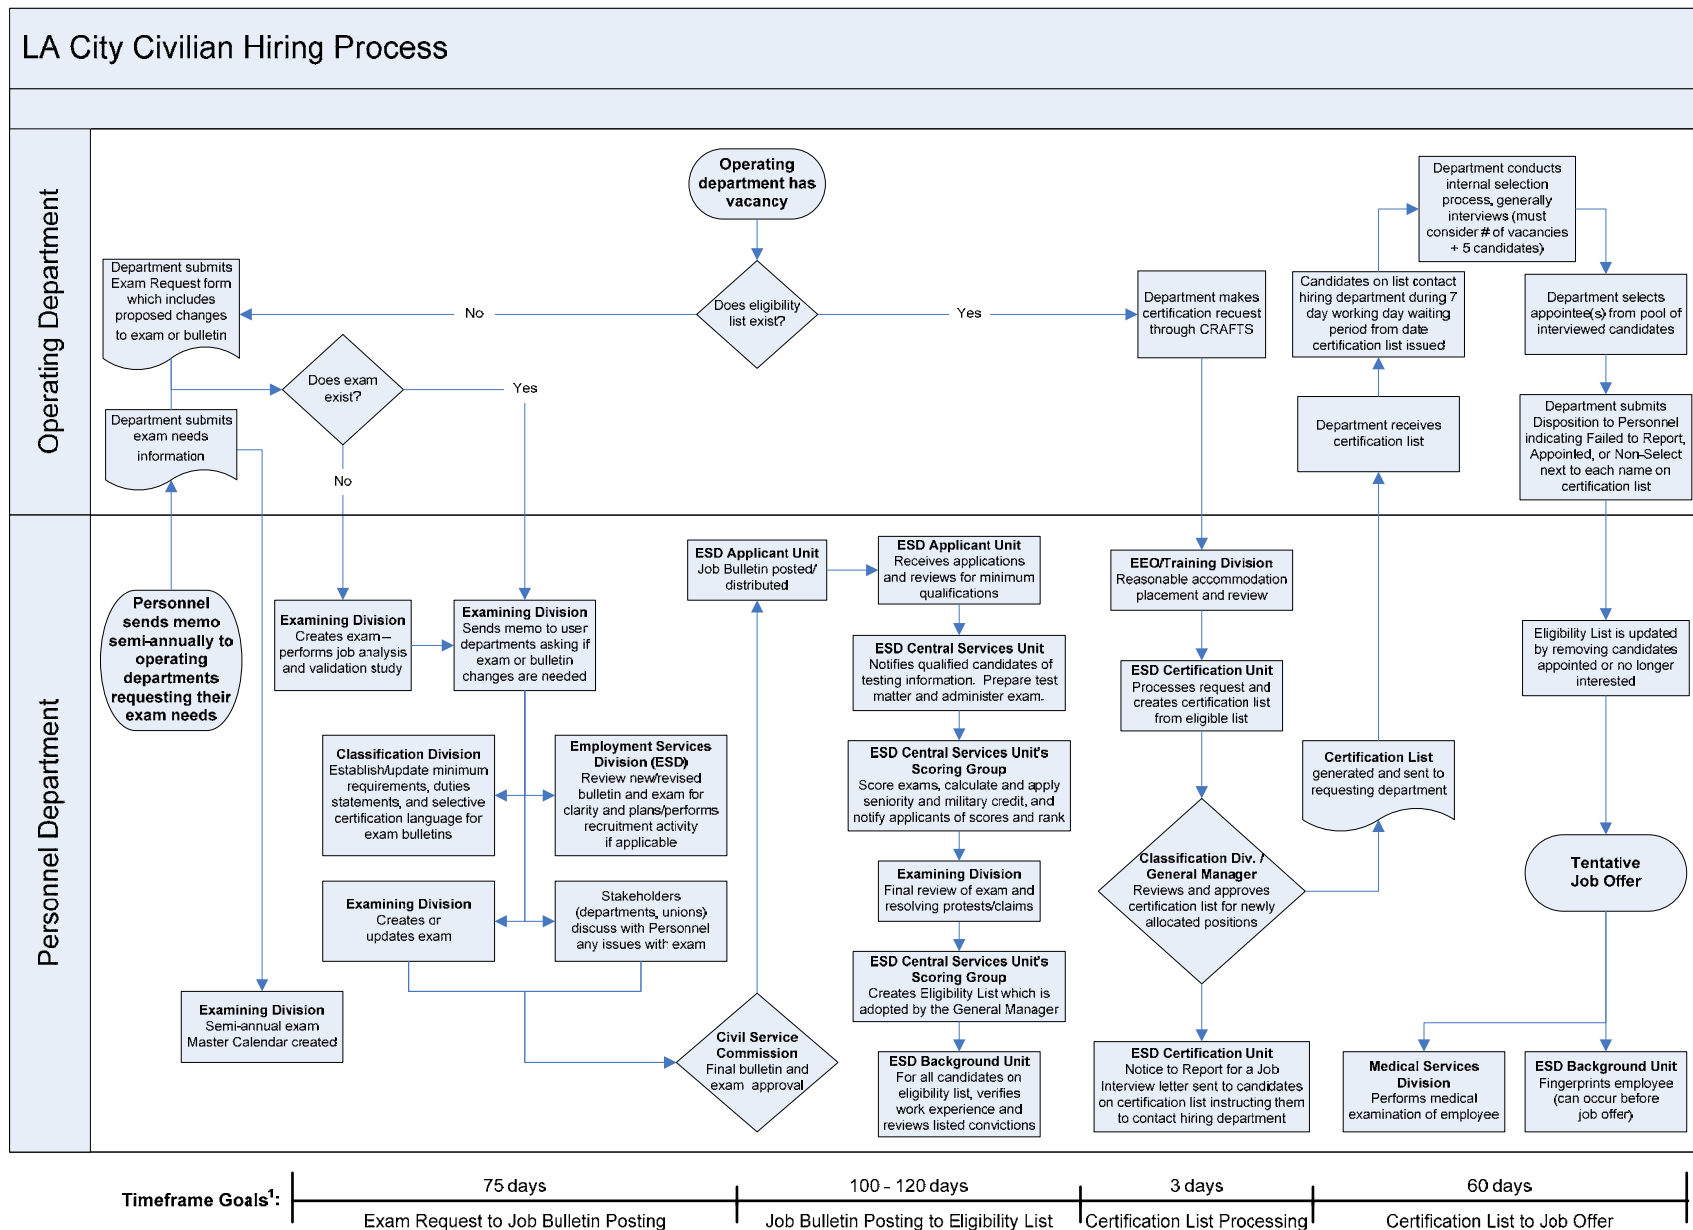 LA City Civilian Hiring Process
Operating Department
Operating
department has
vacancy
Does eligibility
list exist?
No
Yes
Department submits
Exam Request form
which includes
proposed changes
to exam or bulletin
Does exam
exist?
Yes
No
Department submits
exam needs
information
Department makes
certification recuest
through CRAFTS
Department conducts
internal selection
process, generally
interviews (must
consider # of vacancies
+ 5 candidates)
Candidates on list contact
hiring department during 7
day working day waiting
period from date
certification list issued
Department receives
certification list
Department selects
appointee(s) from pool of
interviewed candidates
Department submits
Disposition to Personnel
indicating Failed to Report,
Appointed, or Non-Select
next to each name on
certification list
Personnel Department
Personnel
sends memo
semi-annually to
operating
departments
requesting their
exam needs
Examining Division
Creates exam—
performs job analysis
and validation study
Examining Division
Sends memo to user
departments asking if
exam or bulletin
changes are needed
Classification Division
Establish/update minimum
requirements, duties
statements, and selective
certification language for
exam bulletins
Employment Services
Division (ESD)
Review new/revised
bulletin and exam for
clarity and plans/performs
recruitment activity
if applicable
Examining Division
Creates or
updates exam
Stakeholders
(departments, unions)
discuss with Personnel
any issues with exam
Examining Division
Semi-annual exam
Master Calendar created
Civil Service
Commission
Final bulletin and
exam approval
ESD Applicant Unit
Job Bulletin posted/
distributed
ESD Applicant Unit
Receives applications
and reviews for minimum
qualifications
ESD Central Services Unit
Notifies qualified candidates of
testing information. Prepare test
matter and administer exam.
ESD Central Services Unit's
Scoring Group
Score exams, calculate and apply
seniority and military credit, and
notify applicants of scores and rank
Examining Division
Final review of exam and
resolving protests/claims
ESD Central Services Unit's
Scoring Group
Creates Eligibility List which is
adopted by the General Manager
ESD Background Unit
For all candidates on
eligibility list, verifies
work experience and
reviews listed convictions
EEO/Training Division
Reasonable accommodation
placement and review
ESD Certification Unit
Processes request and
creates certification list
from eligible list
Classification Div. /
General Manager
Reviews and approves
certification list for newly
allocated positions
ESD Certification Unit
Notice to Report for a Job
Interview letter sent to candidates
on certification list instructing them
to contact hiring department
Certification List
generated and sent to
requesting department
Eligibility List is updated
by removing candidates
appointed or no longer
interested
Tentative
Job Offer
Medical Services
Division
Performs medical
examination of employee
ESD Background Unit
Fingerprints employee
(can occur before
job offer)
Timeframe Goals¹:
75 days
Exam Request to Job Bulletin Posting
100 - 120 days
Job Bulletin Posting to Eligibility List
3 days
Certification List Processing
60 days
Certification List to Job Offer